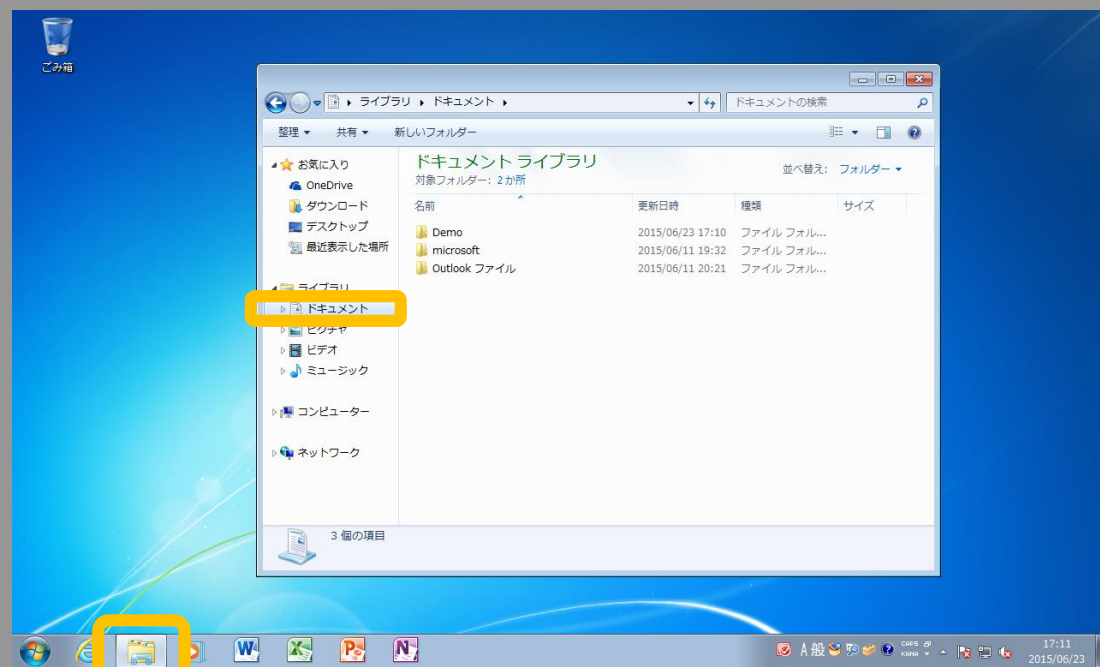 ごみ箱
ライブラリ ドキュメント
ドキュメントの検索
整理 共有 新しいフォルダー
お気に入り
OneDrive
ダウンロード
デスクトップ
最近表示した場所
ライブラリ
ドキュメント
ピクチャ
ビデオ
ミュージック
コンピューター
ネットワーク
ドキュメント ライブラリ
対象フォルダー: 2 か所
並べ替え: フォルダー
名前 更新日時 種類 サイズ
Demo 2015/06/23 17:10 ファイル フォル...
microsoft 2015/06/11 19:32 ファイル フォル...
Outlook ファイル 2015/06/11 20:21 ファイル フォル...
3 個の項目
A 般
CAPS
KANA
17:11
2015/06/23